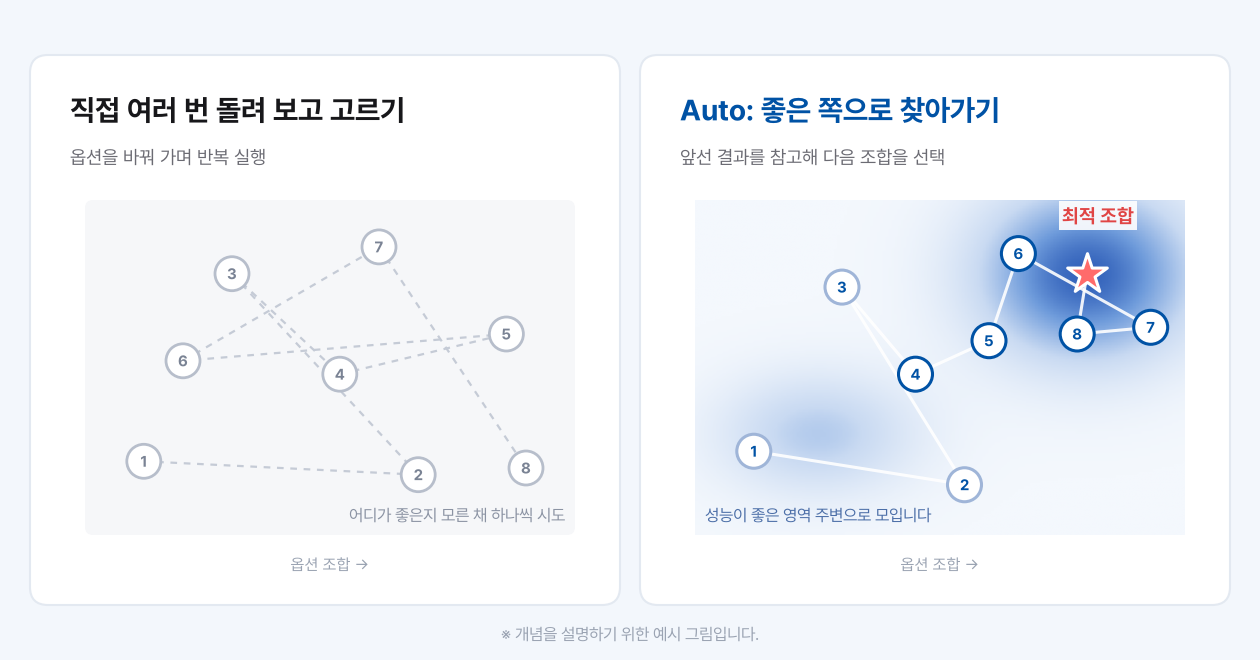 직접 여러 번 돌려 보고 고르기
옵션을 바꿔 가며 반복 실행
7
3
5
6
4
1
2
8
어디가 좋은지 모른 채 하나씩 시도
옵션 조합 →
Auto: 좋은 쪽으로 찾아가기
앞선 결과를 참고해 다음 조합을 선택
최적 조합
6
3
7
8
5
4
1
2
성능이 좋은 영역 주변으로 모입니다
옵션 조합 →
※ 개념을 설명하기 위한 예시 그림입니다.